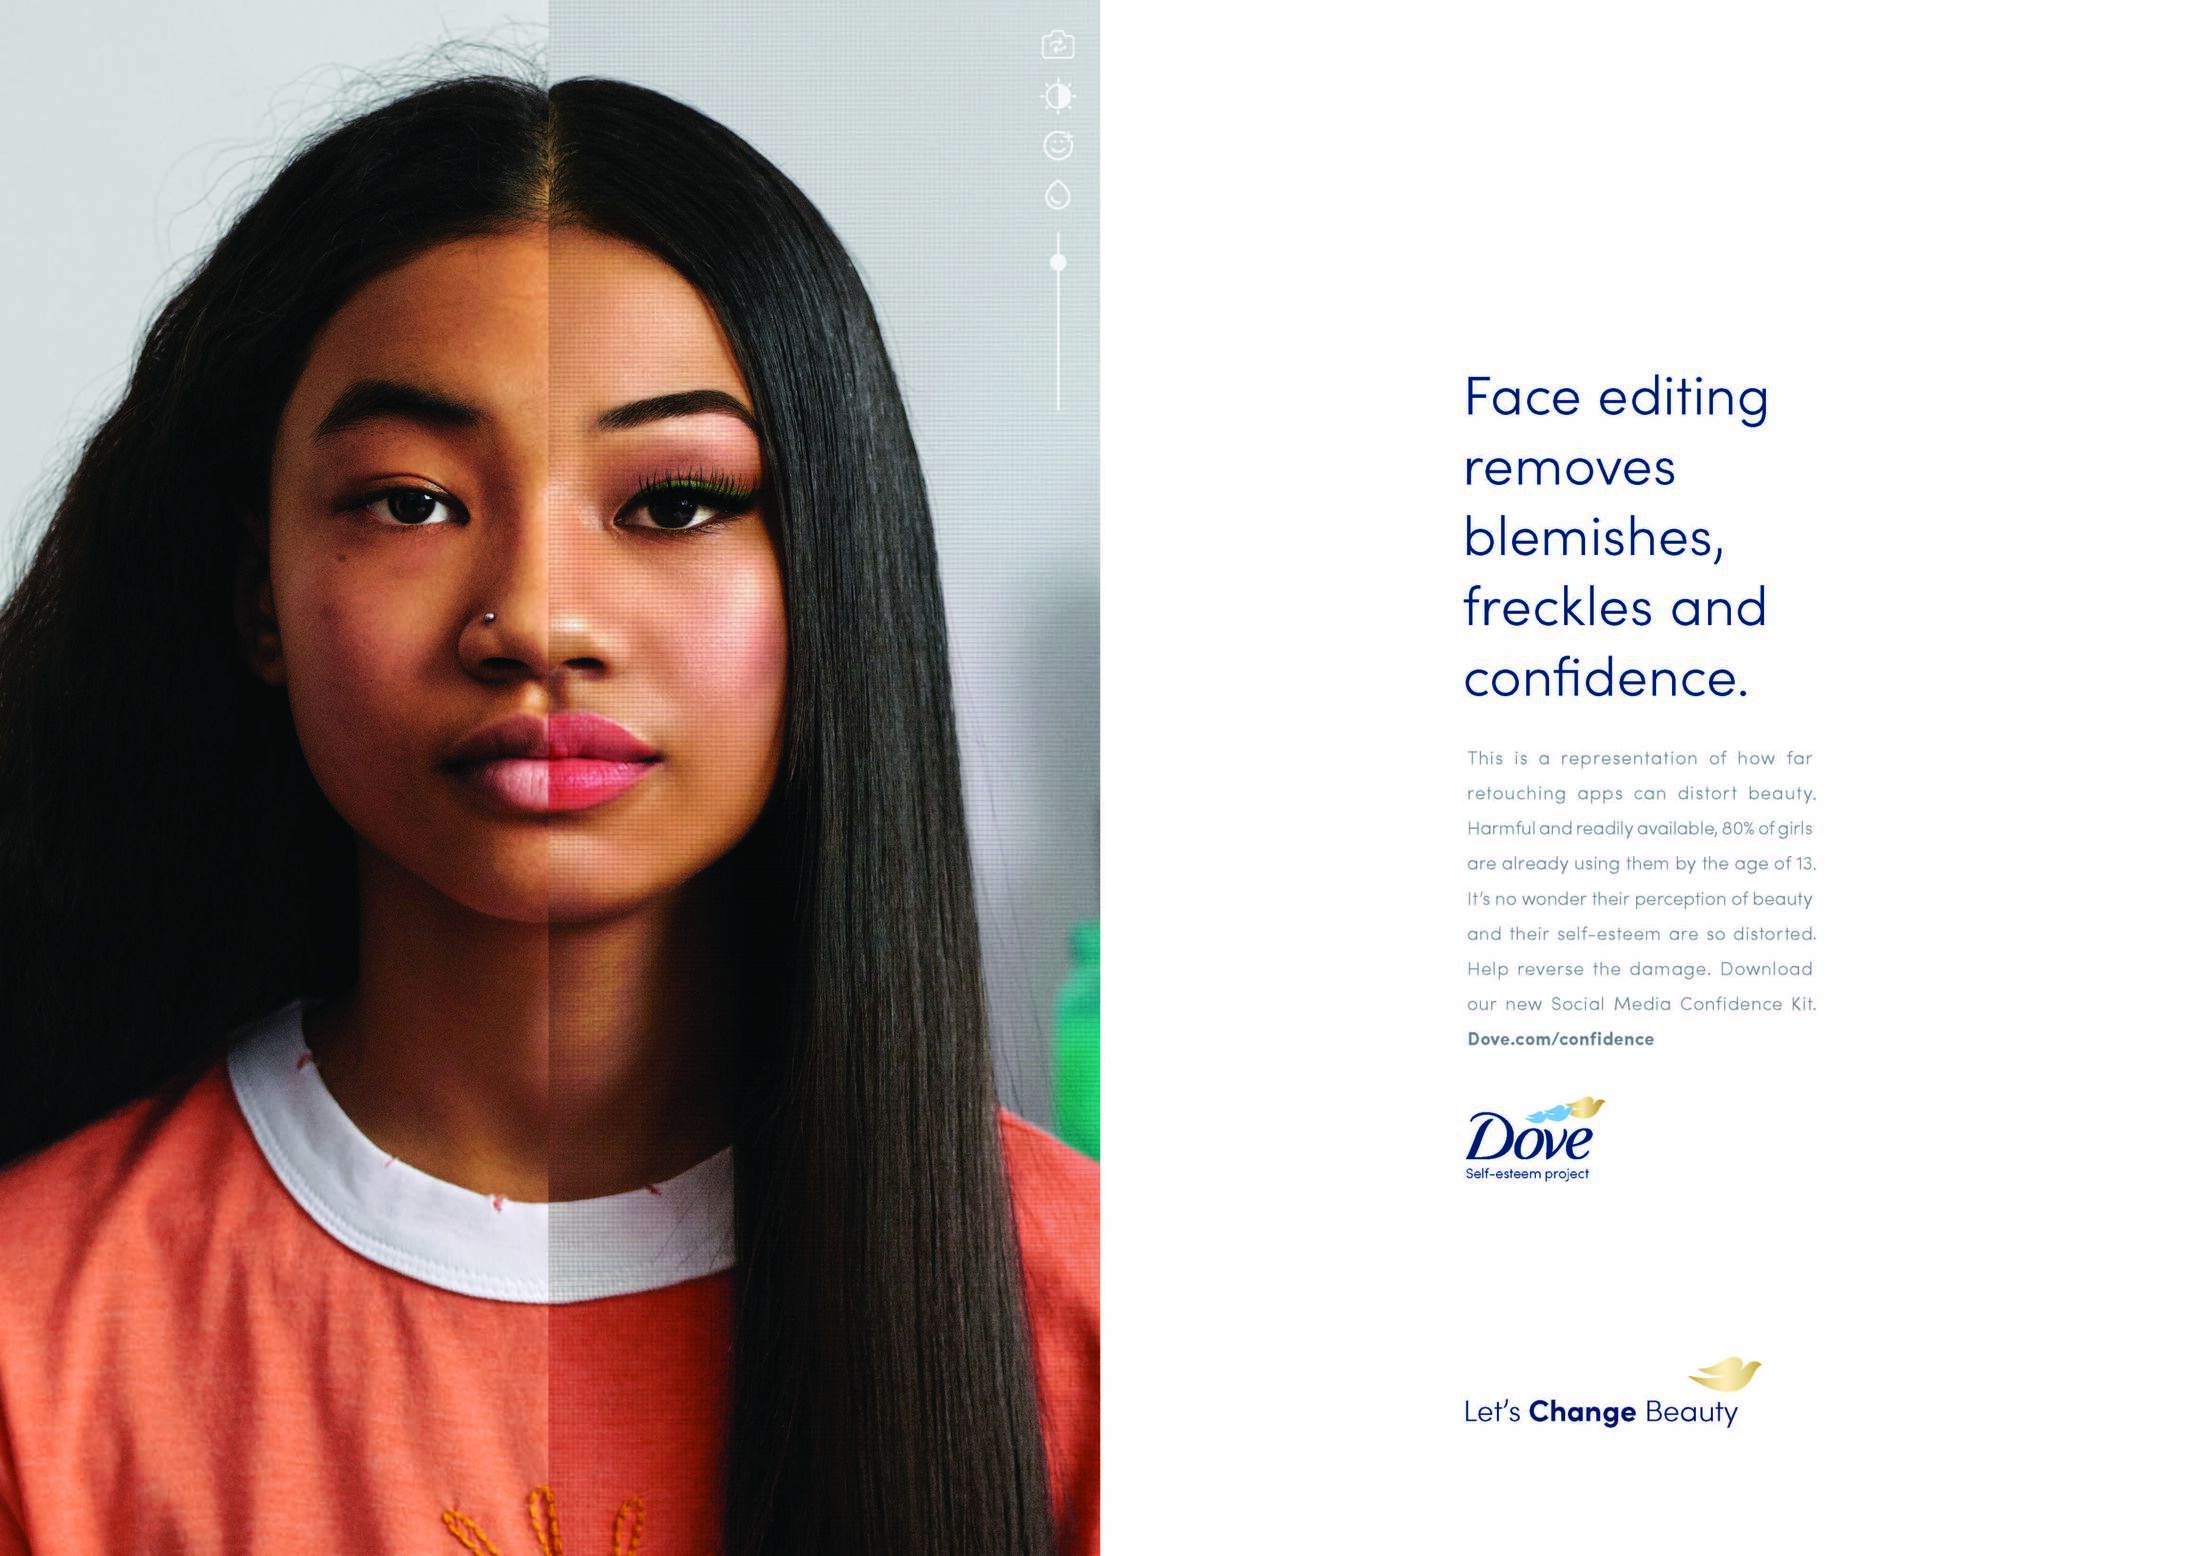 Face editing
removes
blemishes,
freckles and
confidence.
This is a representation of how far
retouching apps can distort beauty.
Harmful and readily available, 80% of girls
are already using them by the age of 13.
It's no wonder their perception of beauty
and their self-esteem are so distorted.
Help reverse the damage. Download
our new Social Media Confidence Kit.
Dove.com/confidence
Dove
Self-esteem project
Let's Change Beauty